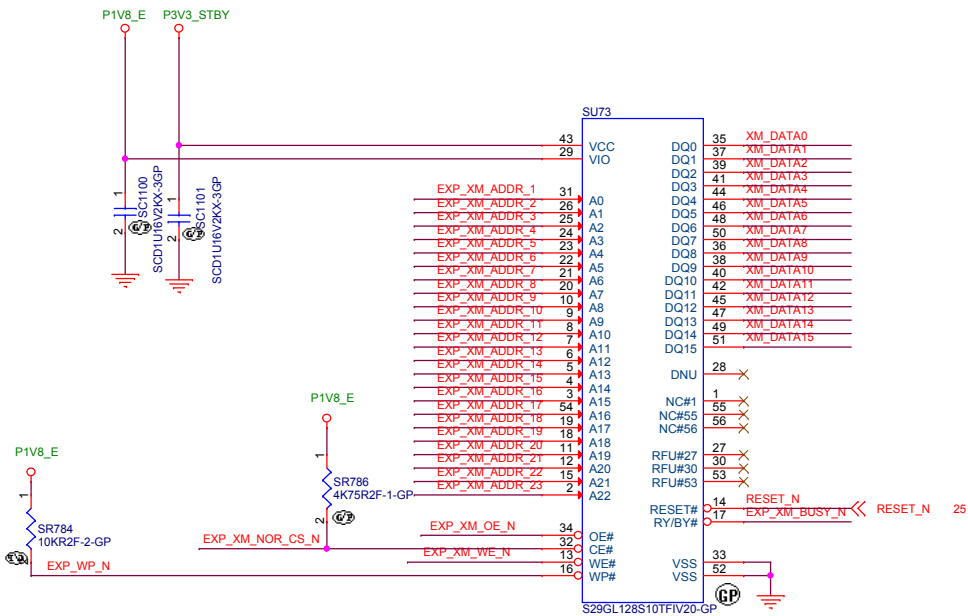 P1V8_E P3V3_STBY
SU73
43 VCC DQ0 35 XM_DATA0
29 VIO DQ1 37 XM_DATA1
DQ2 39 XM_DATA2
DQ3 41 XM_DATA3
EXP_XM_ADDR_1 31 A0 DQ4 44 XM_DATA4
EXP_XM_ADDR_2 26 A1 DQ5 46 XM_DATA5
EXP_XM_ADDR_3 25 A2 DQ6 48 XM_DATA6
EXP_XM_ADDR_4 24 A3 DQ7 50 XM_DATA7
EXP_XM_ADDR_5 23 A4 DQ8 36 XM_DATA8
EXP_XM_ADDR_6 22 A5 DQ9 38 XM_DATA9
EXP_XM_ADDR_7 21 A6 DQ10 40 XM_DATA10
EXP_XM_ADDR_8 20 A7 DQ11 42 XM_DATA11
EXP_XM_ADDR_9 10 A8 DQ12 45 XM_DATA12
EXP_XM_ADDR_10 9 A9 DQ13 47 XM_DATA13
EXP_XM_ADDR_11 8 A10 DQ14 49 XM_DATA14
EXP_XM_ADDR_12 7 A11 DQ15 51 XM_DATA15
EXP_XM_ADDR_13 6 A12
EXP_XM_ADDR_14 5 A13 DNU 28
EXP_XM_ADDR_15 4 A14
EXP_XM_ADDR_16 3 A15 NC#1 1
EXP_XM_ADDR_17 54 A16 NC#55 55
EXP_XM_ADDR_18 19 A17 NC#56 56
EXP_XM_ADDR_19 18 A18
EXP_XM_ADDR_20 11 A19 RFU#27 27
EXP_XM_ADDR_21 12 A20 RFU#30 30
EXP_XM_ADDR_22 15 A21 RFU#53 53
EXP_XM_ADDR_23 2 A22
RESET# 14 RESET_N RESET_N 25
RY/BY# 17 EXP_XM_BUSY_N
EXP_XM_OE_N 34 OE#
EXP_XM_NOR_CS_N 32 CE#
EXP_XM_WE_N 13 WE# VSS 33
EXP_WP_N 16 WP# VSS 52
S29GL128S10TFIV20-GP
GP
1
2
SC1100
SCD1U16V2KX-3GP
G/P
1
2
SC1101
SCD1U16V2KX-3GP
G/P
P1V8_E
1
SR786
4K75R2F-1-GP
2
G/P
P1V8_E
1
SR784
10KR2F-2-GP